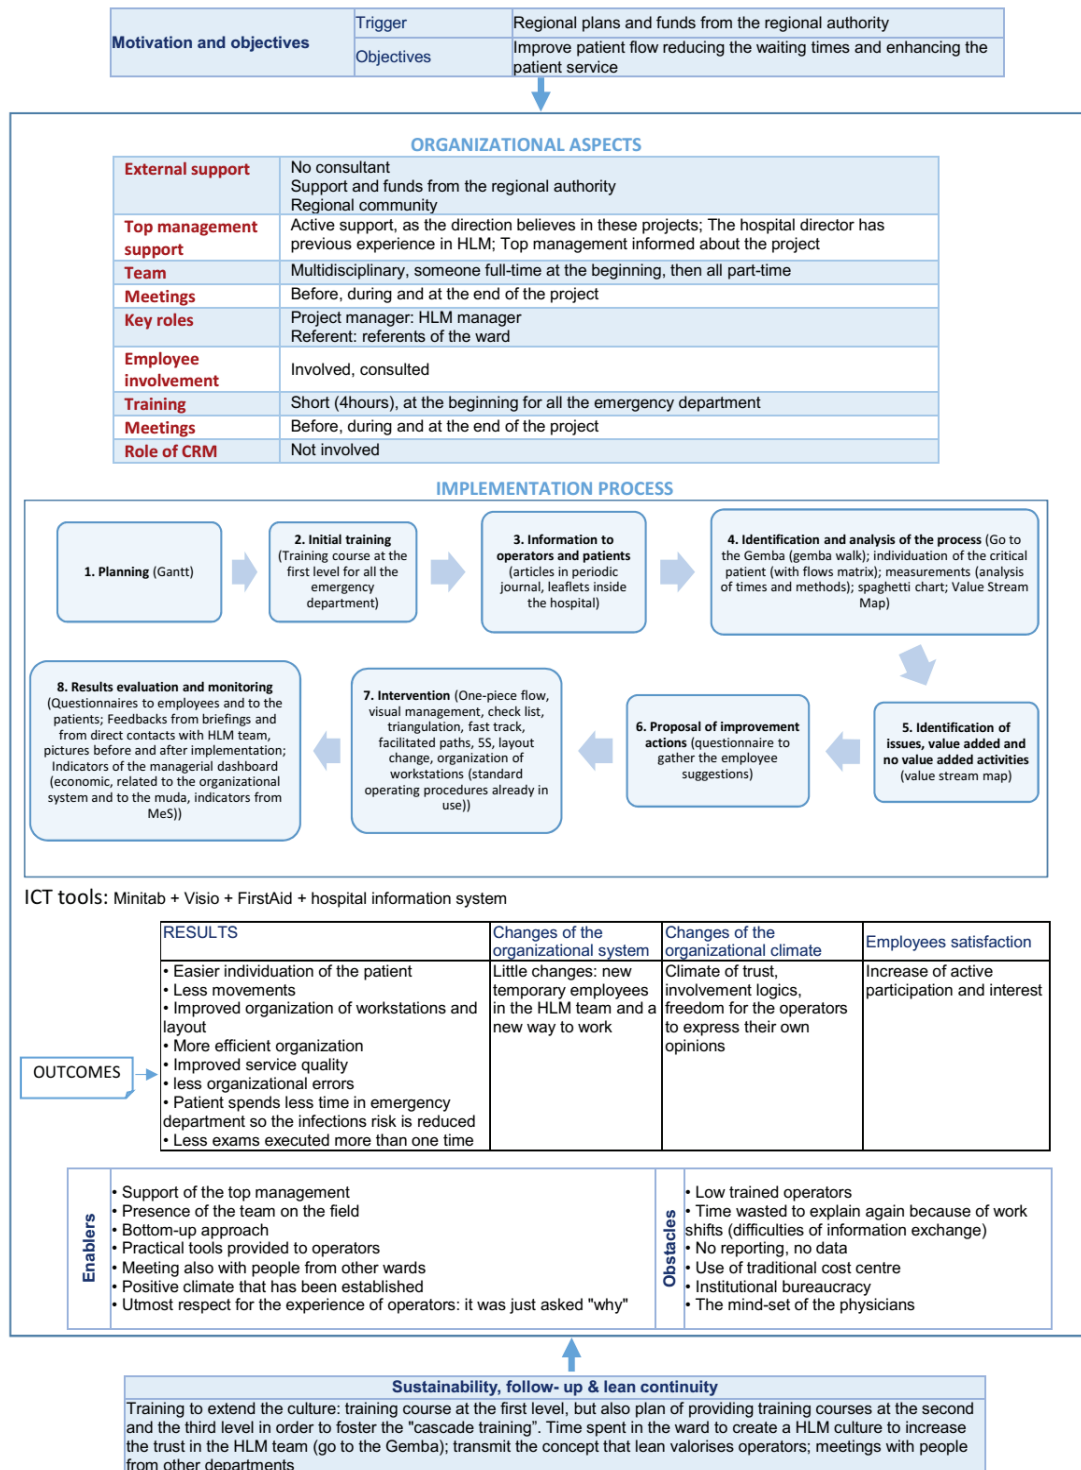 Motivation and objectives
Trigger
Regional plans and funds from the regional authority
Objectives
Improve patient flow reducing the waiting times and enhancing the
patient service
ORGANIZATIONAL ASPECTS
External support
No consultant
Support and funds from the regional authority
Regional community
Top management
support
Active support, as the direction believes in these projects; The hospital director has
previous experience in HLM; Top management informed about the project
Team
Multidisciplinary, someone full-time at the beginning, then all part-time
Meetings
Before, during and at the end of the project
Key roles
Project manager: HLM manager
Referent: referents of the ward
Employee
involvement
Involved, consulted
Training
Short (4hours), at the beginning for all the emergency department
Meetings
Before, during and at the end of the project
Role of CRM
Not involved
IMPLEMENTATION PROCESS
1. Planning (Gantt)
2. Initial training
(Training course at the
first level for all the
emergency
department)
3. Information to
operators and patients
(articles in periodic
journal, leaflets inside
the hospital)
4. Identification and analysis of the process (Go to
the Gemba (gemba walk); individuation of the critical
patient (with flows matrix); measurements (analysis
of times and methods); spaghetti chart; Value Stream
Map)
5. Identification of
issues, value added and
no value added activities
(value stream map)
6. Proposal of improvement
actions (questionnaire to
gather the employee
suggestions)
7. Intervention (One-piece flow,
visual management, check list,
triangulation, fast track,
facilitated paths, 5S, layout
change, organization of
workstations (standard
operating procedures already in
use))
8. Results evaluation and monitoring
(Questionnaires to employees and to the
patients; Feedbacks from briefings and
from direct contacts with HLM team,
pictures before and after implementation;
Indicators of the managerial dashboard
(economic, related to the organizational
system and to the muda, indicators from
MeS))
ICT tools: Minitab + Visio + FirstAid + hospital information system
OUTCOMES
RESULTS
• Easier individuation of the patient
• Less movements
• Improved organization of workstations and
layout
• More efficient organization
• Improved service quality
• less organizational errors
• Patient spends less time in emergency
department so the infections risk is reduced
• Less exams executed more than one time
Changes of the
organizational system
Little changes: new
temporary employees
in the HLM team and a
new way to work
Changes of the
organizational climate
Climate of trust,
involvement logics,
freedom for the operators
to express their own
opinions
Employees satisfaction
Increase of active
participation and interest
Enablers
• Support of the top management
• Presence of the team on the field
• Bottom-up approach
• Practical tools provided to operators
• Meeting also with people from other wards
• Positive climate that has been established
• Utmost respect for the experience of operators: it was just asked "why"
Obstacles
• Low trained operators
• Time wasted to explain again because of work
shifts (difficulties of information exchange)
• No reporting, no data
• Use of traditional cost centre
• Institutional bureaucracy
• The mind-set of the physicians
Sustainability, follow- up & lean continuity
Training to extend the culture: training course at the first level, but also plan of providing training courses at the second
and the third level in order to foster the "cascade training". Time spent in the ward to create a HLM culture to increase
the trust in the HLM team (go to the Gemba); transmit the concept that lean valorises operators; meetings with people
from other departments